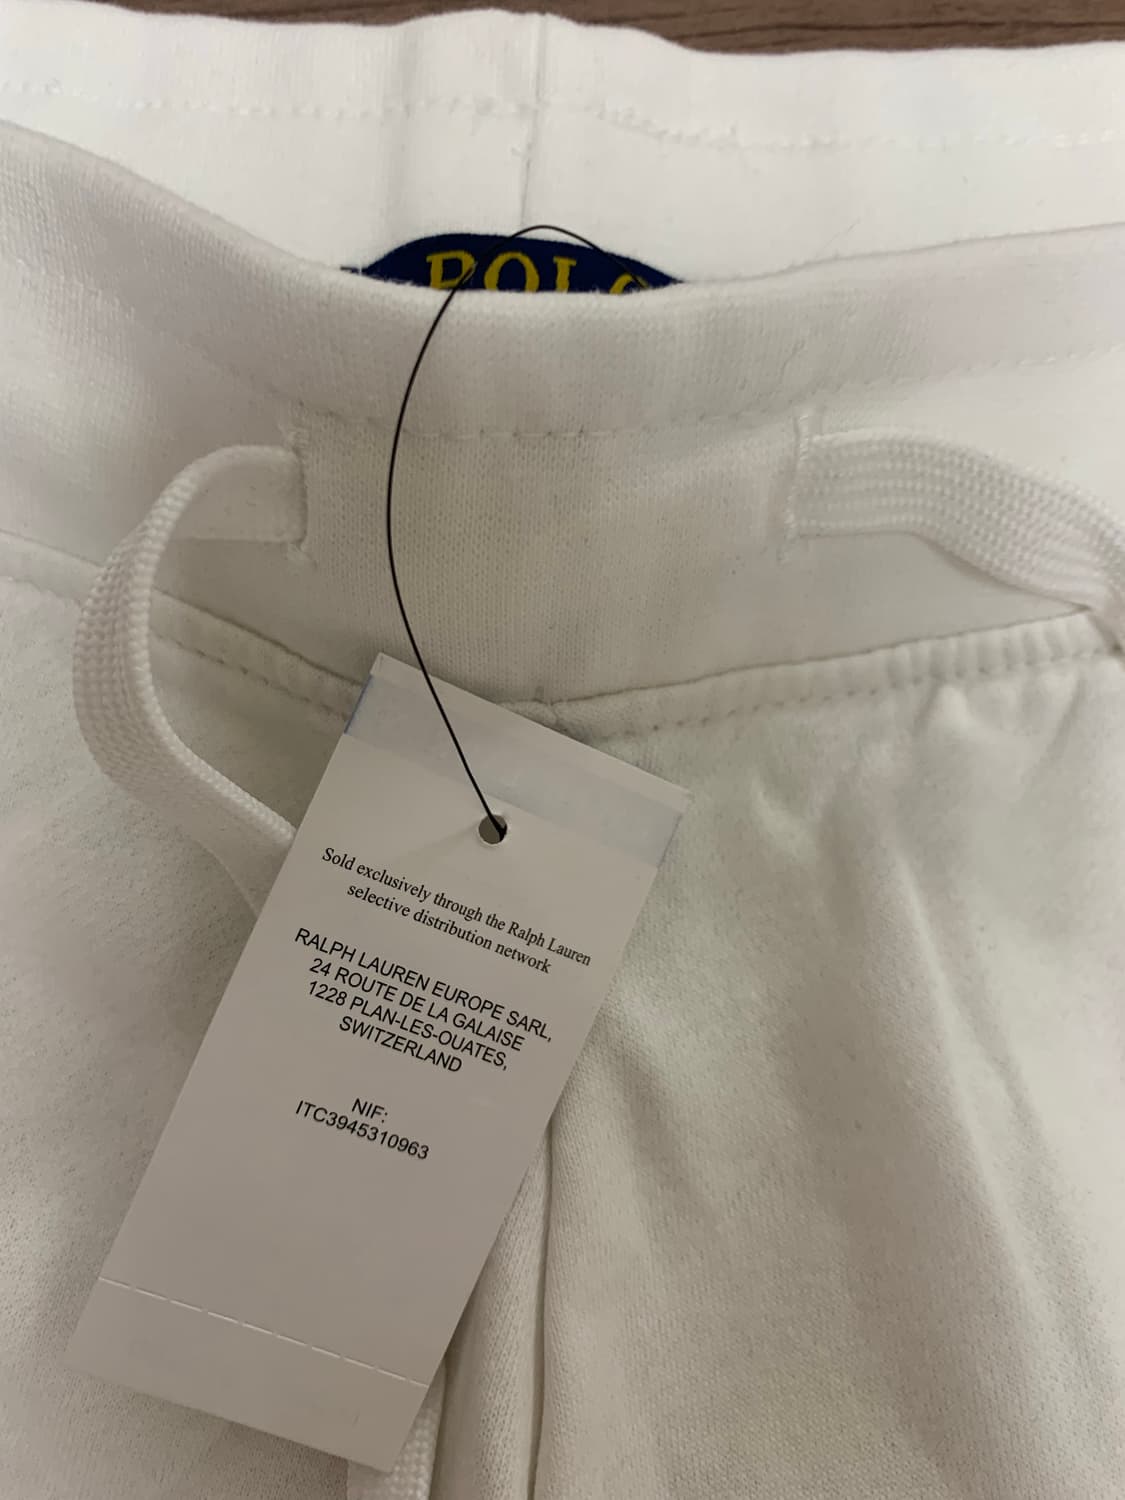 POLO
Sold exclusively through the Ralph Lauren
selective distribution network
RALPH LAUREN EUROPE SARL,
24 ROUTE DE LA GALAISE
1228 PLAN-LES-OUATES,
SWITZERLAND
NIF:
ITC3945310963